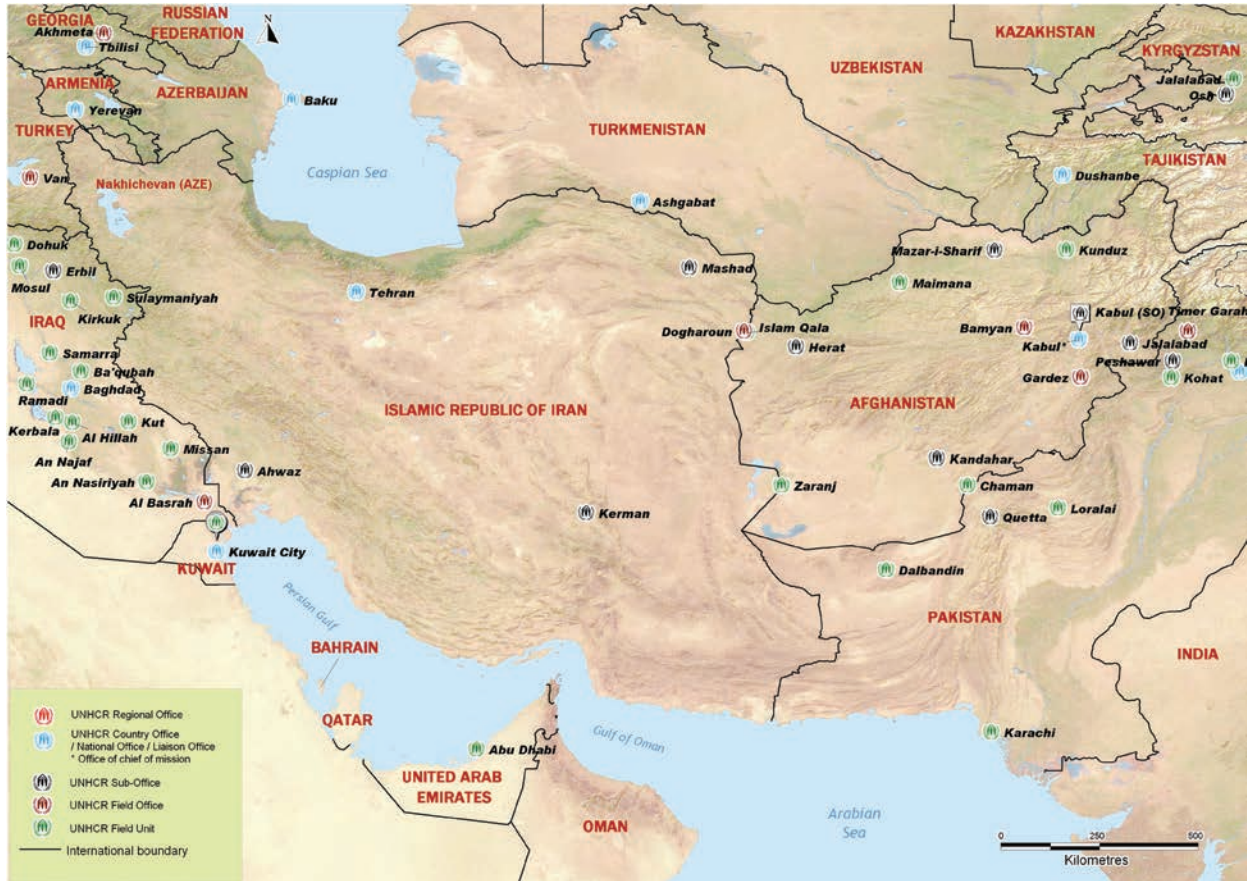 GEORGIA
RUSSIAN
FEDERATION
Akhmeta
Tbilisi
N
KAZAKHSTAN
KYRGYZSTAN
UZBEKISTAN
Jalalabad
Osh
ARMENIA
AZERBAIJAN
Yerevan
Baku
TURKEY
TURKMENISTAN
TAJIKISTAN
Van
Nakhichevan (AZE)
Caspian Sea
Dushanbe
Ashgabat
Dohuk
Erbil
Mosul
Sulaymaniyah
Kirkuk
IRAQ
Tehran
Mashad
Mazar-i-Sharif
Kunduz
Maimana
Kabul (SO)
Timer Garah
Bamyan
Dogharoun
Islam Qala
Herat
Kabul*
Jalalabad
Peshawar
Kohat
Gardez
Samarra
Ba'qubah
Baghdad
Ramadi
Kerbala
Al Hillah
Kut
An Najaf
Missan
An Nasiriyah
Ahwaz
Al Basrah
ISLAMIC REPUBLIC OF IRAN
AFGHANISTAN
Kandahar
Zaranj
Chaman
Kerman
Quetta
Loralai
Kuwait City
KUWAIT
Dalbandin
PAKISTAN
Persian Gulf
BAHRAIN
INDIA
QATAR
Abu Dhabi
Gulf of Oman
Karachi
UNITED ARAB
EMIRATES
OMAN
Arabian
Sea
UNHCR Regional Office
UNHCR Country Office
/ National Office / Liaison Office
* Office of chief of mission
UNHCR Sub-Office
UNHCR Field Office
UNHCR Field Unit
International boundary
0 250 500
Kilometres